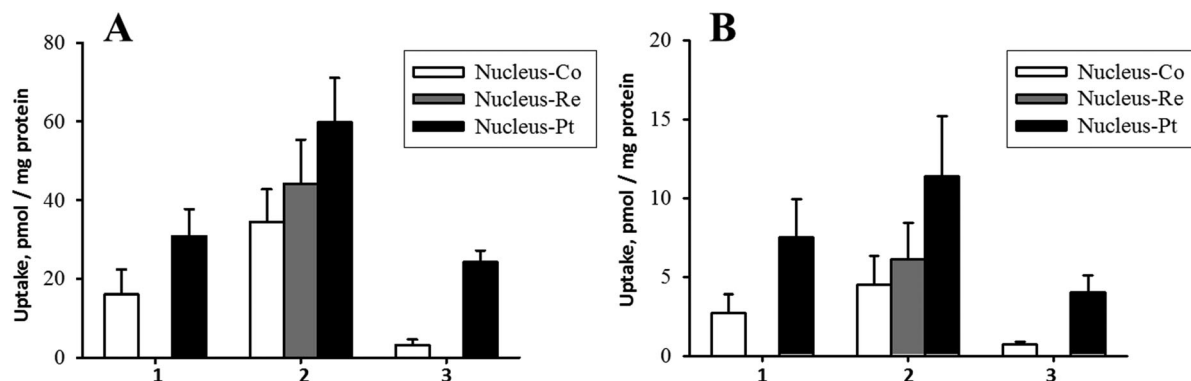 A
Uptake, pmol / mg protein
80
60
40
20
0
Nucleus-Co
Nucleus-Re
Nucleus-Pt
1 2 3
B
Uptake, pmol / mg protein
20
15
10
5
0
Nucleus-Co
Nucleus-Re
Nucleus-Pt
1 2 3